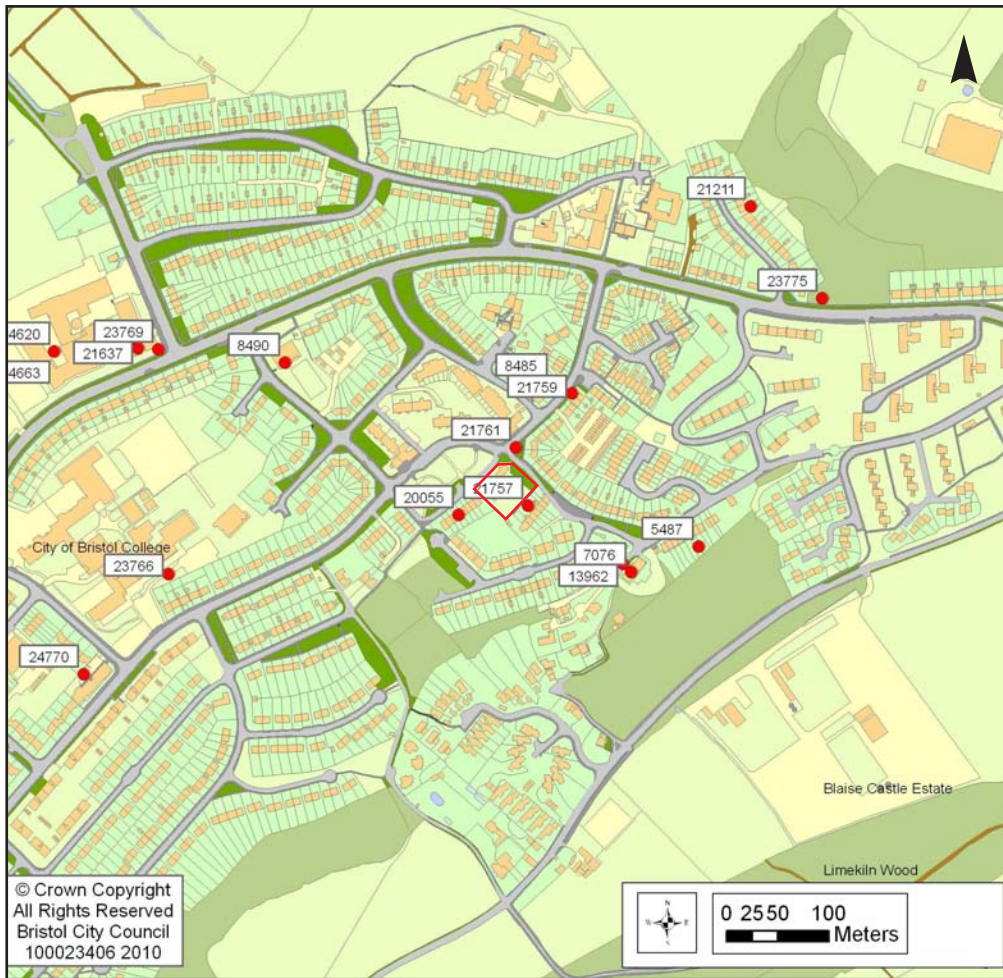 21211
23775
4620
23769
21637
4663
8490
8485
21759
21761
21757
20055
5487
City of Bristol College
23766
7076
13962
24770
Blaise Castle Estate
Limekiln Wood
© Crown Copyright
All Rights Reserved
Bristol City Council
100023406 2010
N
W E
S
0 25 50 100
Meters